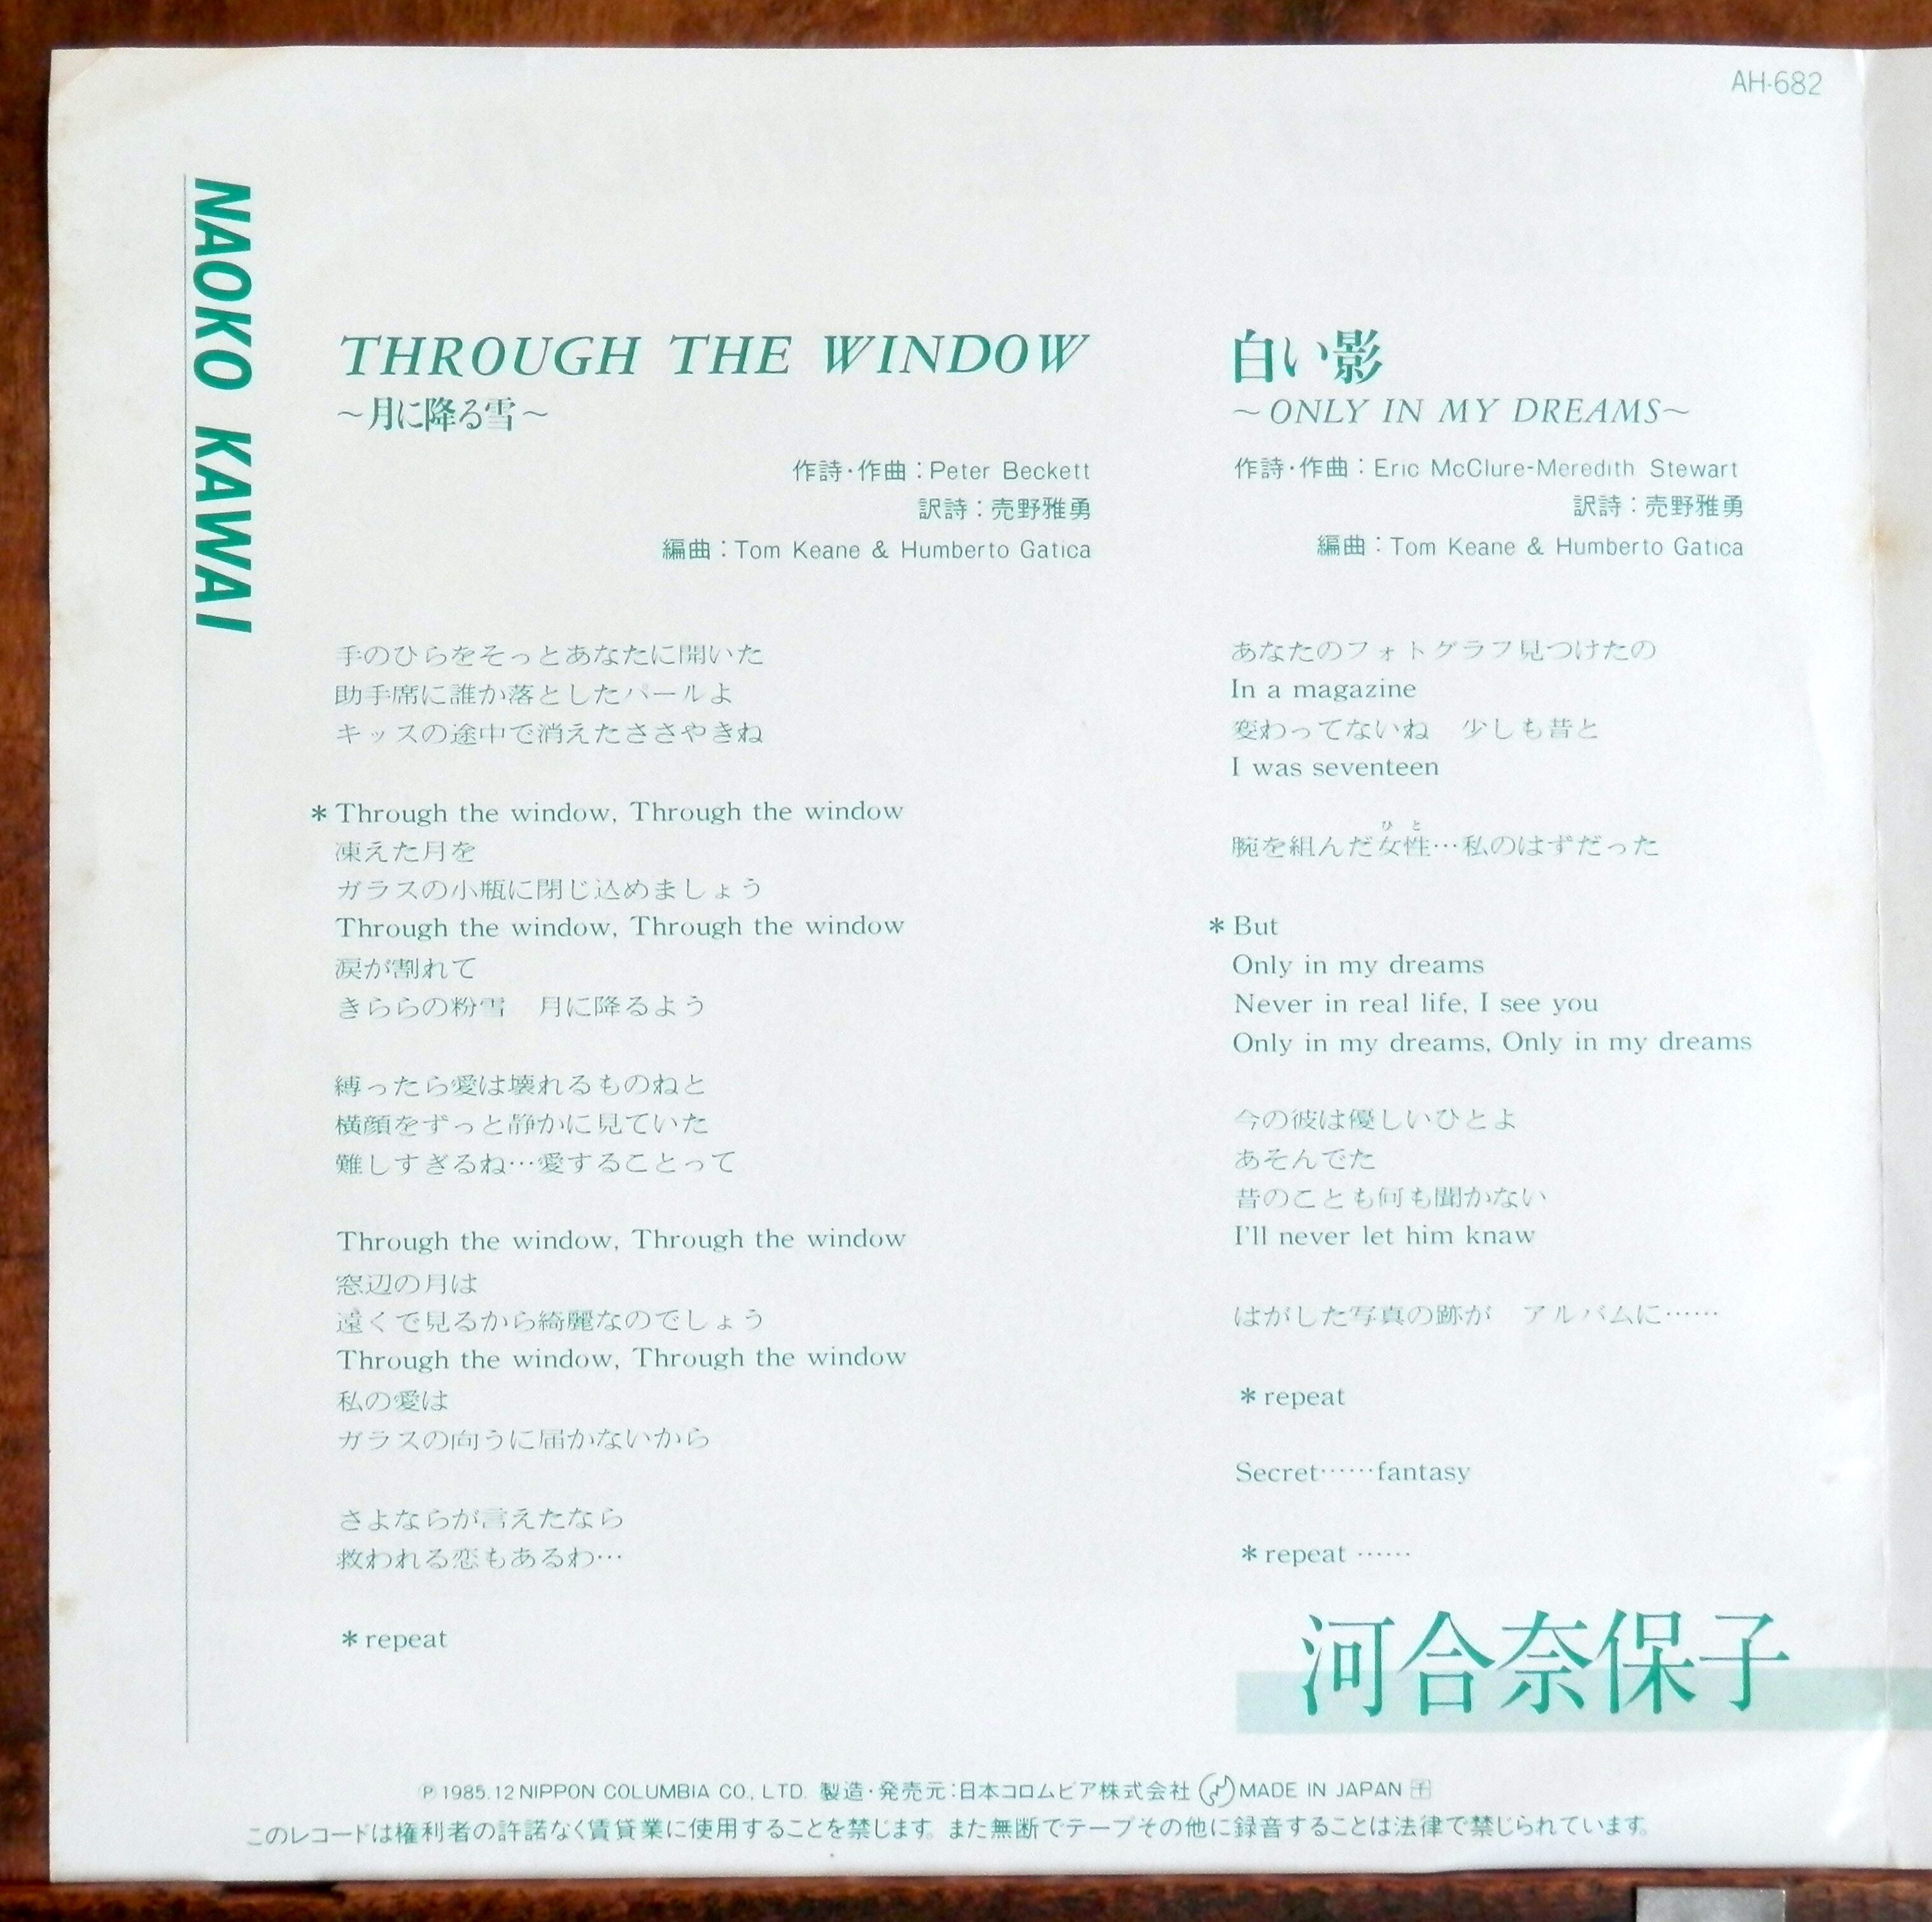 AH-682
NAOKO KAWAI
THROUGH THE WINDOW
～月に降る雪～
作詩・作曲：Peter Beckett
訳詩：売野雅勇
編曲：Tom Keane & Humberto Gatica
手のひらをそっとあなたに開いた
助手席に誰か落としたパールよ
キッスの途中で消えたささやきね
*Through the window, Through the window
凍えた月を
ガラスの小瓶に閉じ込めましょう
Through the window, Through the window
涙が割れて
きららの粉雪　月に降るよう
縛ったら愛は壊れるものねと
横顔をずっと静かに見ていた
難しすぎるね…愛することって
Through the window, Through the window
窓辺の月は
遠くで見るから綺麗なのでしょう
Through the window, Through the window
私の愛は
ガラスの向うに届かないから
さよならが言えたなら
救われる恋もあるわ…
*repeat
白い影
～ONLY IN MY DREAMS～
作詩・作曲：Eric McClure-Meredith Stewart
訳詩：売野雅勇
編曲：Tom Keane & Humberto Gatica
あなたのフォトグラフ見つけたの
In a magazine
変わってないね　少しも昔と
I was seventeen
ひと
腕を組んだ女性…私のはずだった
*But
Only in my dreams
Never in real life, I see you
Only in my dreams, Only in my dreams
今の彼は優しいひとよ
あそんでた
昔のことも何も聞かない
I'll never let him knaw
はがした写真の跡が　アルバムに……
*repeat
Secret……fantasy
*repeat ……
河合奈保子
Ⓟ1985.12 NIPPON COLUMBIA CO., LTD. 製造・発売元：日本コロムビア株式会社 MADE IN JAPAN
このレコードは権利者の許諾なく賃貸業に使用することを禁じます。また無断でテープその他に録音することは法律で禁じられています。